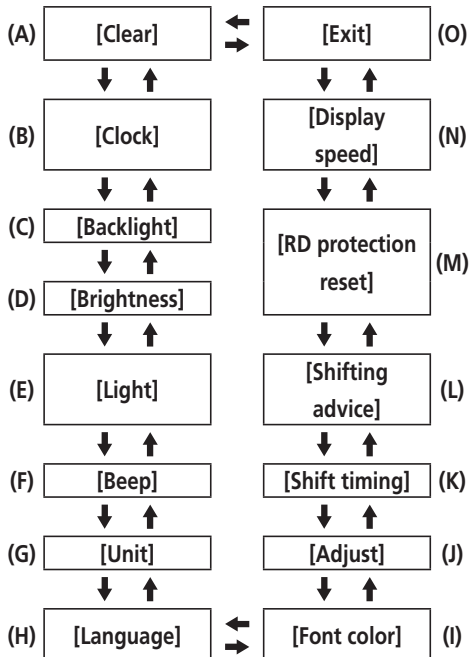 (A) [Clear] [Exit] (O)
(B) [Clock] [Display speed] (N)
(C) [Backlight] [RD protection reset] (M)
(D) [Brightness]
(E) [Light] [Shifting advice] (L)
(F) [Beep] [Shift timing] (K)
(G) [Unit] [Adjust] (J)
(H) [Language] [Font color] (I)